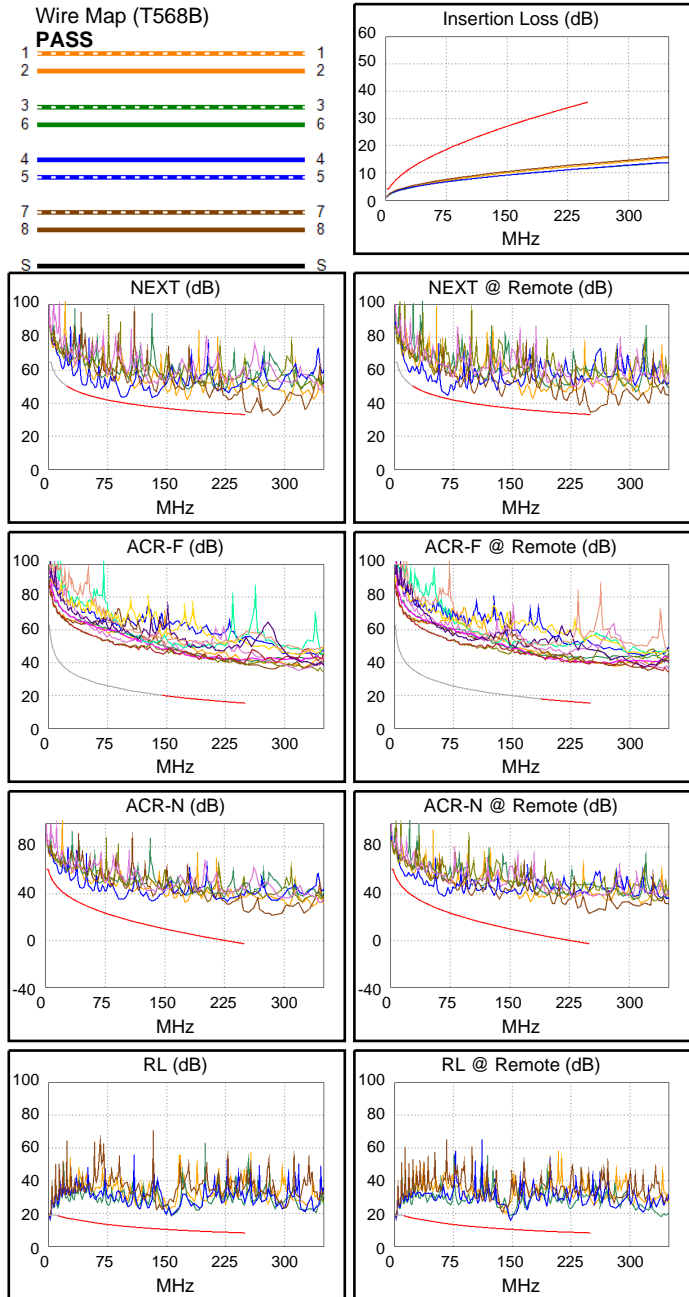 Wire Map (T568B)
PASS
1 1
2 2
3 3
6 6
4 4
5 5
7 7
8 8
S S
Insertion Loss (dB)
60
50
40
30
20
10
0
0 75 150 225 300
MHz
NEXT (dB)
100
80
60
40
20
0
0 75 150 225 300
MHz
NEXT @ Remote (dB)
100
80
60
40
20
0
0 75 150 225 300
MHz
ACR-F (dB)
100
80
60
40
20
0
0 75 150 225 300
MHz
ACR-F @ Remote (dB)
100
80
60
40
20
0
0 75 150 225 300
MHz
ACR-N (dB)
80
40
0
-40
0 75 150 225 300
MHz
ACR-N @ Remote (dB)
80
40
0
-40
0 75 150 225 300
MHz
RL (dB)
100
80
60
40
20
0
0 75 150 225 300
MHz
RL @ Remote (dB)
100
80
60
40
20
0
0 75 150 225 300
MHz